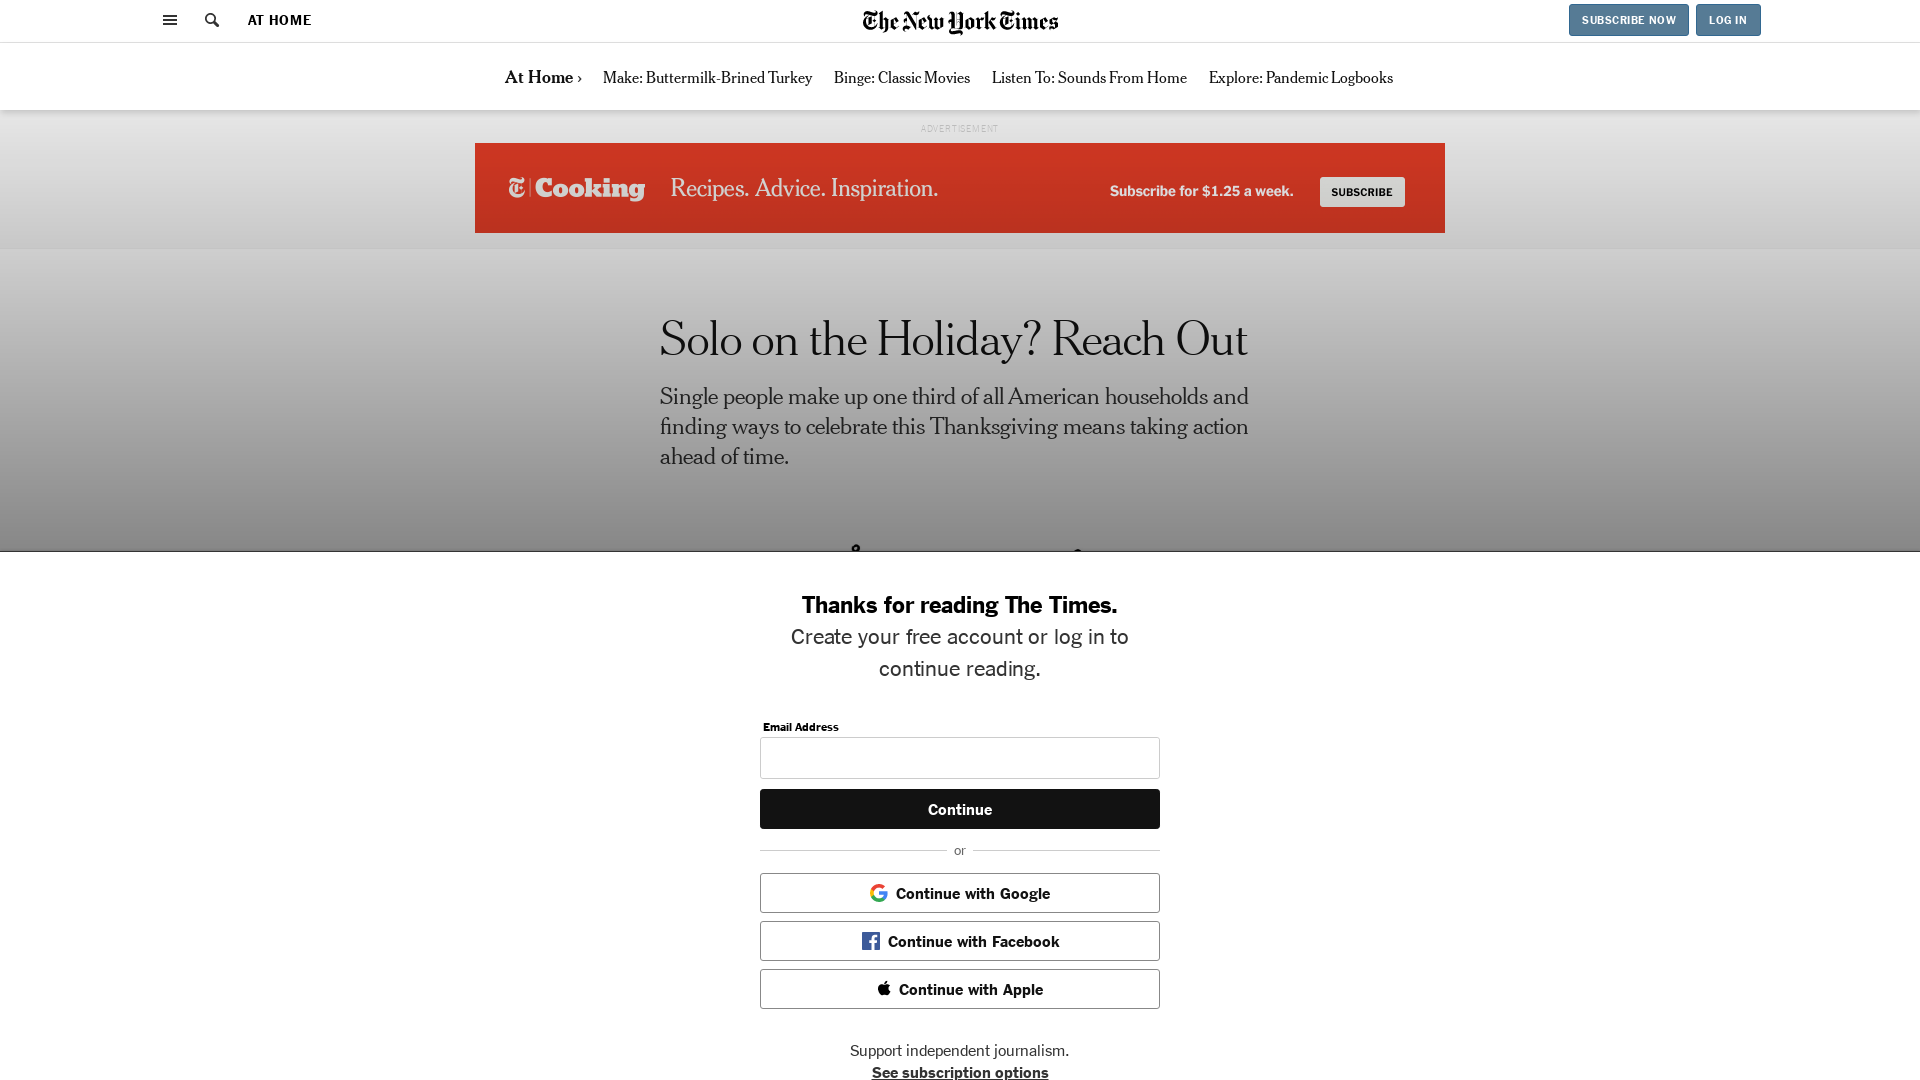 AT HOME
The New York Times
SUBSCRIBE NOW
LOG IN
At Home ›
Make: Buttermilk-Brined Turkey
Binge: Classic Movies
Listen To: Sounds From Home
Explore: Pandemic Logbooks
ADVERTISEMENT
T Cooking
Recipes. Advice. Inspiration.
Subscribe for $1.25 a week.
SUBSCRIBE
Solo on the Holiday? Reach Out
Single people make up one third of all American households and
finding ways to celebrate this Thanksgiving means taking action
ahead of time.
Thanks for reading The Times.
Create your free account or log in to
continue reading.
Email Address
Continue
or
Continue with Google
Continue with Facebook
Continue with Apple
Support independent journalism.
See subscription options